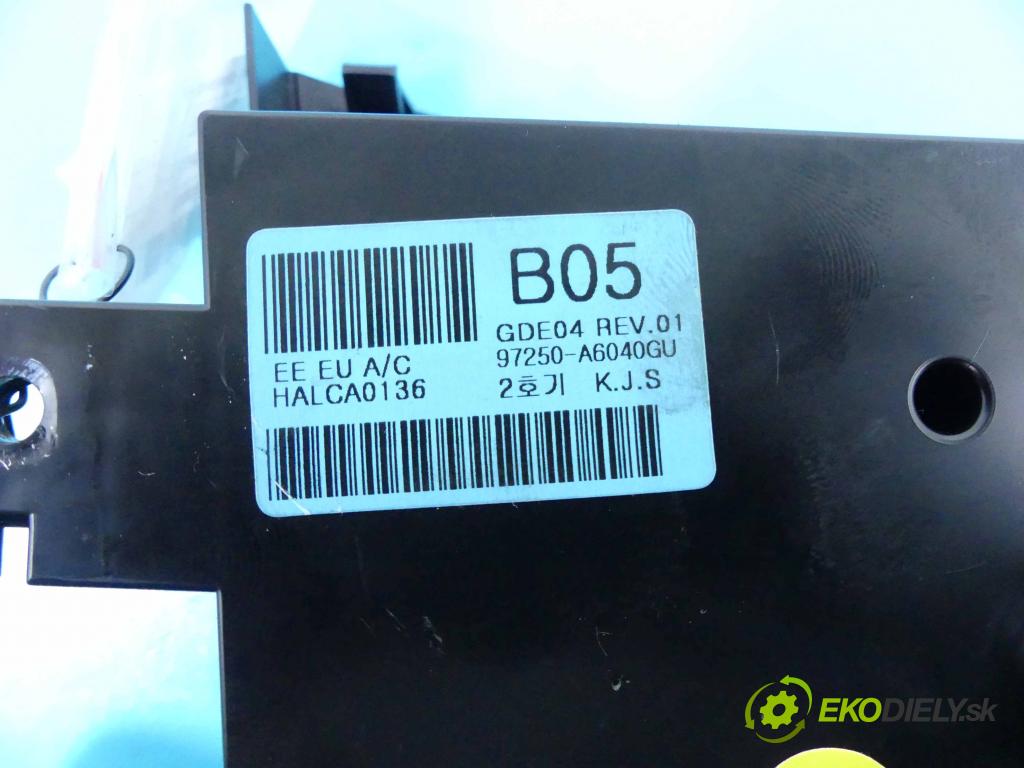 B05
GDE04 REV.01
EE EU A/C 97250-A6040GU
HALCA0136 2호기 K.J.S
EKODIELY.sk